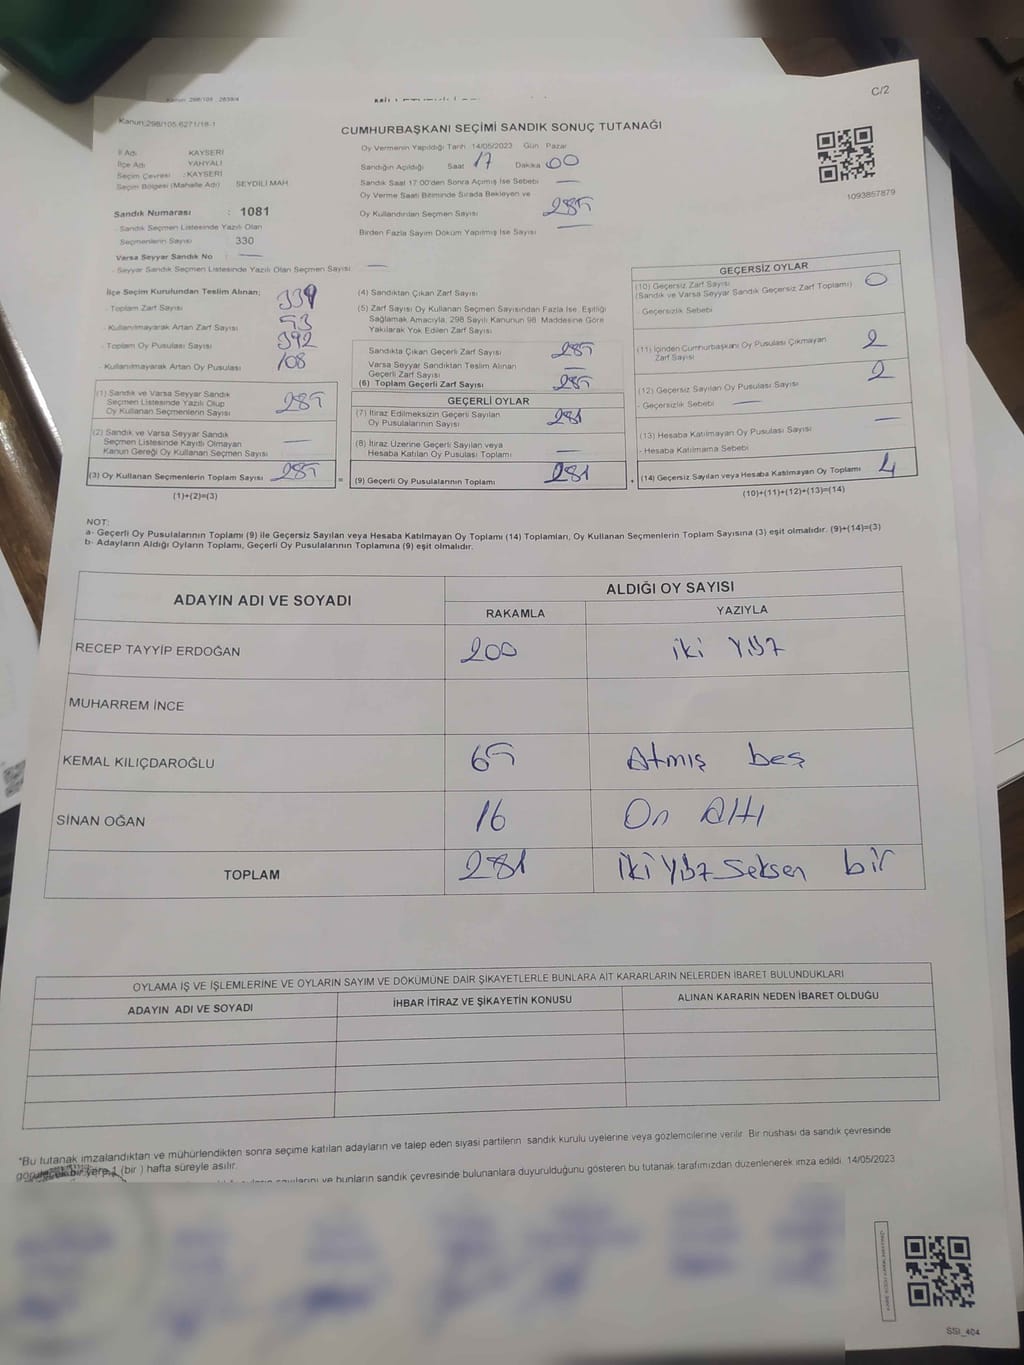 Kanun:298/105.6271/18-1
C/2
CUMHURBAŞKANI SEÇİMİ SANDIK SONUÇ TUTANAĞI
İl Adı : KAYSERİ
İlçe Adı : YAHYALI
Seçim Çevresi : KAYSERİ
Seçim Bölgesi (Mahalle Adı) SEYDİLİ MAH
Sandık Numarası : 1081
- Sandık Seçmen Listesinde Yazılı Olan
Seçmenlerin Sayısı 330
Varsa Seyyar Sandık No —
- Seyyar Sandık Seçmen Listesinde Yazılı Olan Seçmen Sayısı —
Oy Vermenin Yapıldığı Tarih :14/05/2023 Gün : Pazar
Sandığın Açıldığı Saat 17 Dakika 00
Sandık Saat 17:00'den Sonra Açılmış İse Sebebi —
Oy Verme Saati Bitiminde Sırada Bekleyen ve
Oy Kullandırılan Seçmen Sayısı 285
Birden Fazla Sayım Döküm Yapılmış İse Sayısı —
1093857879
İlçe Seçim Kurulundan Teslim Alınan;
- Toplam Zarf Sayısı 339
- Kullanılmayarak Artan Zarf Sayısı 53
- Toplam Oy Pusulası Sayısı 392
- Kullanılmayarak Artan Oy Pusulası 108
(1) Sandık ve Varsa Seyyar Sandık
Seçmen Listesinde Yazılı Olup
Oy Kullanan Seçmenlerin Sayısı 285
(2) Sandık ve Varsa Seyyar Sandık
Seçmen Listesinde Kayıtlı Olmayan
Kanun Gereği Oy Kullanan Seçmen Sayısı —
(3) Oy Kullanan Seçmenlerin Toplam Sayısı 285
(1)+(2)=(3)
(4) Sandıktan Çıkan Zarf Sayısı
(5) Zarf Sayısı Oy Kullanan Seçmen Sayısından Fazla İse, Eşitliği
Sağlamak Amacıyla, 298 Sayılı Kanunun 98. Maddesine Göre
Yakılarak Yok Edilen Zarf Sayısı
Sandıkta Çıkan Geçerli Zarf Sayısı 285
Varsa Seyyar Sandıktan Teslim Alınan
Geçerli Zarf Sayısı —
(6) Toplam Geçerli Zarf Sayısı 285
GEÇERLİ OYLAR
(7) İtiraz Edilmeksizin Geçerli Sayılan
Oy Pusulalarının Sayısı 281
(8) İtiraz Üzerine Geçerli Sayılan veya
Hesaba Katılan Oy Pusulası Toplamı —
(9) Geçerli Oy Pusulalarının Toplamı 281
GEÇERSİZ OYLAR
(10) Geçersiz Zarf Sayısı
(Sandık ve Varsa Seyyar Sandık Geçersiz Zarf Toplamı) 0
- Geçersizlik Sebebi
(11) İçinden Cumhurbaşkanı Oy Pusulası Çıkmayan
Zarf Sayısı 2
(12) Geçersiz Sayılan Oy Pusulası Sayısı 2
- Geçersizlik Sebebi —
(13) Hesaba Katılmayan Oy Pusulası Sayısı —
- Hesaba Katılmama Sebebi
(14) Geçersiz Sayılan veya Hesaba Katılmayan Oy Toplamı 4
(10)+(11)+(12)+(13)=(14)
NOT:
a- Geçerli Oy Pusulalarının Toplamı (9) ile Geçersiz Sayılan veya Hesaba Katılmayan Oy Toplamı (14) Toplamları, Oy Kullanan Seçmenlerin Toplam Sayısına (3) eşit olmalıdır. (9)+(14)=(3)
b- Adayların Aldığı Oyların Toplamı, Geçerli Oy Pusulalarının Toplamına (9) eşit olmalıdır.
ADAYIN ADI VE SOYADI
ALDIĞI OY SAYISI
RAKAMLA YAZIYLA
RECEP TAYYİP ERDOĞAN 200 iki yüz
MUHARREM İNCE
KEMAL KILIÇDAROĞLU 65 Atmış beş
SİNAN OĞAN 16 On Altı
TOPLAM 281 iki yüz seksen bir
OYLAMA İŞ VE İŞLEMLERİNE VE OYLARIN SAYIM VE DÖKÜMÜNE DAİR ŞİKAYETLERLE BUNLARA AİT KARARLARIN NELERDEN İBARET BULUNDUKLARI
ADAYIN ADI VE SOYADI İHBAR İTİRAZ VE ŞİKAYETİN KONUSU ALINAN KARARIN NEDEN İBARET OLDUĞU
*Bu tutanak imzalandıktan ve mühürlendikten sonra seçime katılan adayların ve talep eden siyasi partilerin sandık kurulu üyelerine veya gözlemcilerine verilir. Bir nüshası da sandık çevresinde
görülecek bir yere 1 (bir) hafta süreyle asılır.
ve bunların sandık çevresinde bulunanlara duyurulduğunu gösteren bu tutanak tarafımızdan düzenlenerek imza edildi. 14/05/2023
SSİ_404